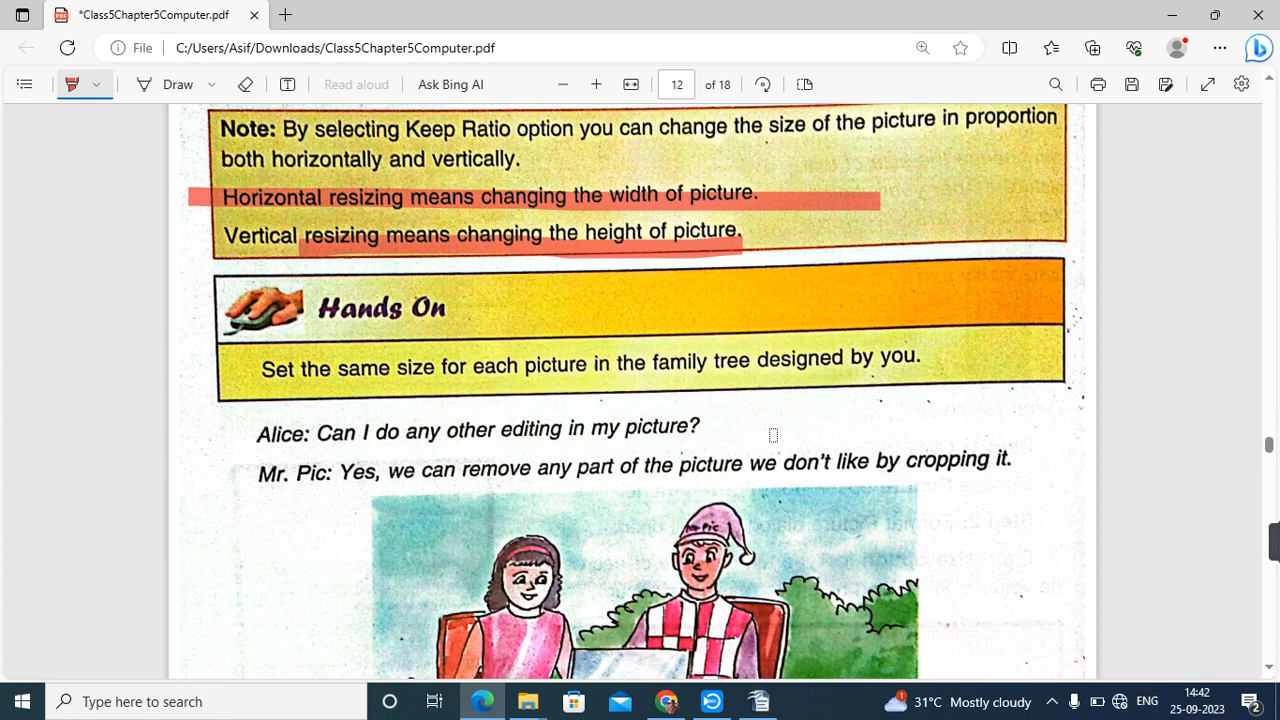 *Class5Chapter5Computer.pdf
File C:/Users/Asif/Downloads/Class5Chapter5Computer.pdf
Draw Read aloud Ask Bing AI 12 of 18
Note: By selecting Keep Ratio option you can change the size of the picture in proportion
both horizontally and vertically.
Horizontal resizing means changing the width of picture.
Vertical resizing means changing the height of picture.
Hands On
Set the same size for each picture in the family tree designed by you.
Alice: Can I do any other editing in my picture?
Mr. Pic: Yes, we can remove any part of the picture we don't like by cropping it.
Mr Pic
Type here to search
31°C Mostly cloudy
ENG
14:42
25-09-2023
2